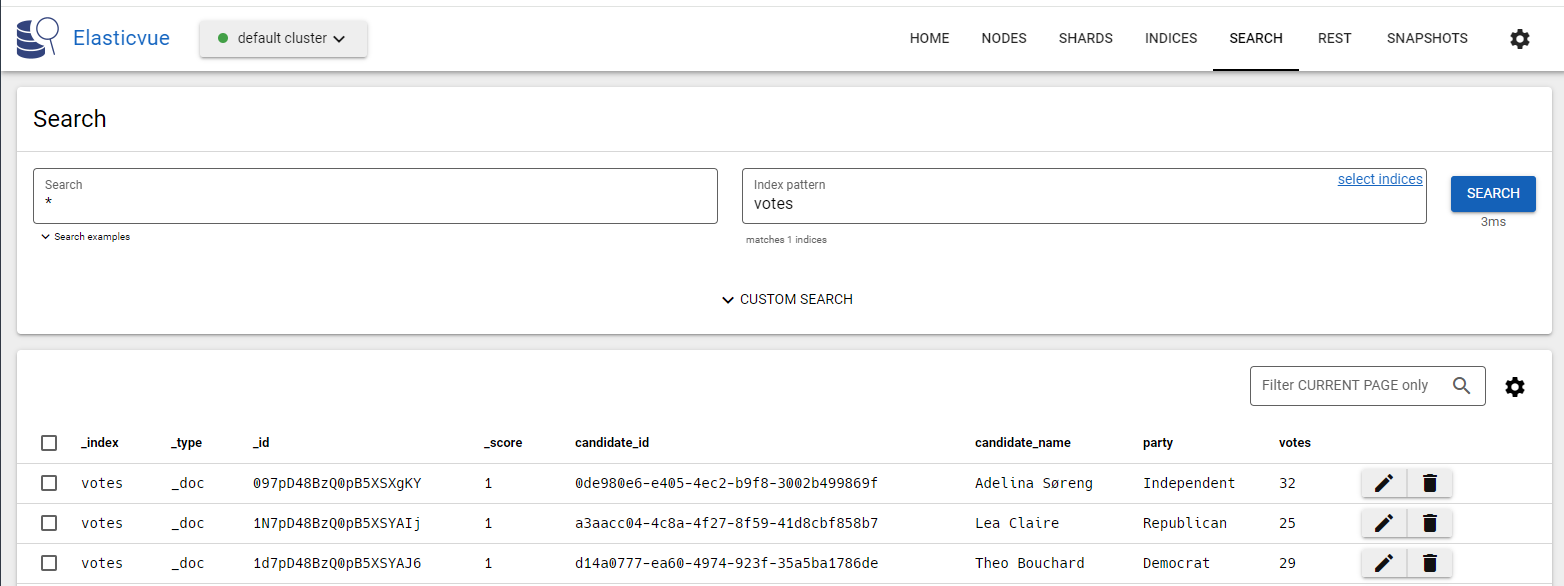 Elasticvue default cluster HOME NODES SHARDS INDICES SEARCH REST SNAPSHOTS
Search
Search
*
Search examples
Index pattern
select indices
votes
matches 1 indices
SEARCH
3ms
CUSTOM SEARCH
Filter CURRENT PAGE only
_index _type _id _score candidate_id candidate_name party votes
votes _doc 097pD48BzQ0pB5XSXgKY 1 0de980e6-e405-4ec2-b9f8-3002b499869f Adelina Søreng Independent 32
votes _doc 1N7pD48BzQ0pB5XSYAIj 1 a3aacc04-4c8a-4f27-8f59-41d8cbf858b7 Lea Claire Republican 25
votes _doc 1d7pD48BzQ0pB5XSYAJ6 1 d14a0777-ea60-4974-923f-35a5ba1786de Theo Bouchard Democrat 29